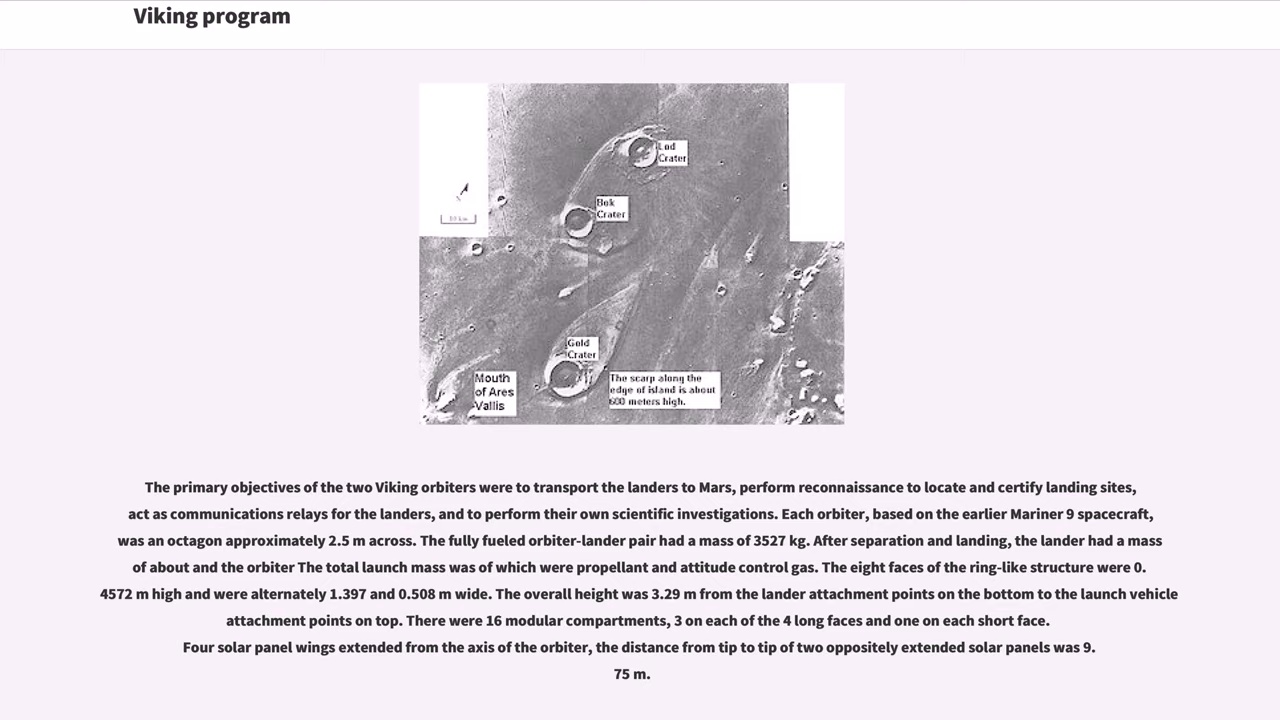 Viking program
Lod
Crater
Bok
Crater
10 km
Gold
Crater
Mouth
of Ares
Vallis
The scarp along the
edge of island is about
600 meters high.
The primary objectives of the two Viking orbiters were to transport the landers to Mars, perform reconnaissance to locate and certify landing sites,
act as communications relays for the landers, and to perform their own scientific investigations. Each orbiter, based on the earlier Mariner 9 spacecraft,
was an octagon approximately 2.5 m across. The fully fueled orbiter-lander pair had a mass of 3527 kg. After separation and landing, the lander had a mass
of about and the orbiter The total launch mass was of which were propellant and attitude control gas. The eight faces of the ring-like structure were 0.
4572 m high and were alternately 1.397 and 0.508 m wide. The overall height was 3.29 m from the lander attachment points on the bottom to the launch vehicle
attachment points on top. There were 16 modular compartments, 3 on each of the 4 long faces and one on each short face.
Four solar panel wings extended from the axis of the orbiter, the distance from tip to tip of two oppositely extended solar panels was 9.
75 m.